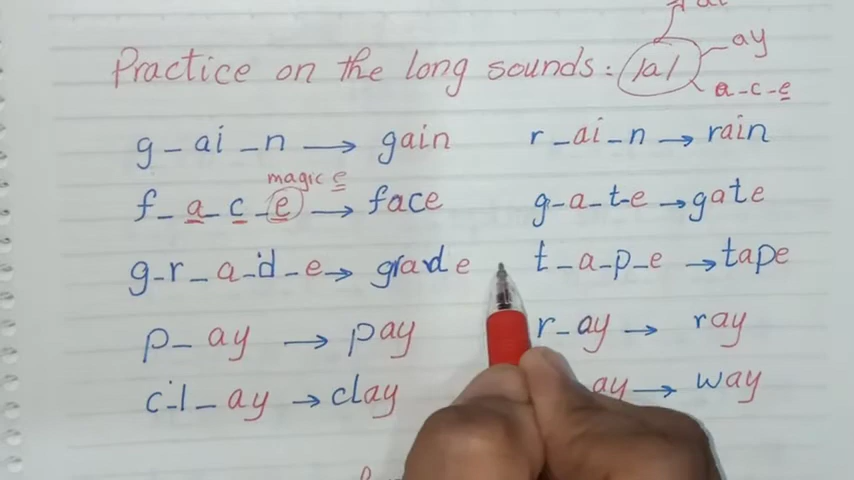 ai
Practice on the long sounds: /a/ ay
a-c-e
g-ai-n → gain
magic e
f-a-c-e → face
g-r-a-d-e → grade
p-ay → pay
c-l-ay → clay
r-ai-n → rain
g-a-t-e → gate
t-a-p-e → tape
r-ay → ray
ay → way